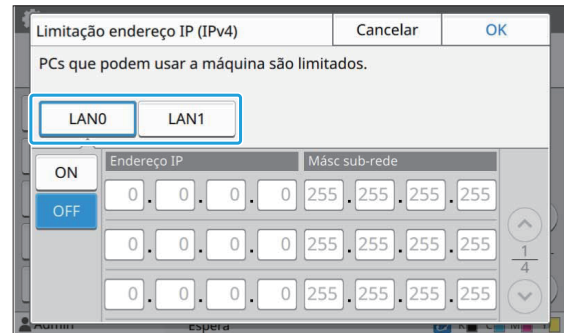 Limitação endereço IP (IPv4) Cancelar OK
PCs que podem usar a máquina são limitados.
LAN0 LAN1
ON Endereço IP Másc sub-rede
OFF 0. 0. 0. 0 255. 255. 255. 255
0. 0. 0. 0 255. 255. 255. 255
1
4
0. 0. 0. 0 255. 255. 255. 255
Admin Espera